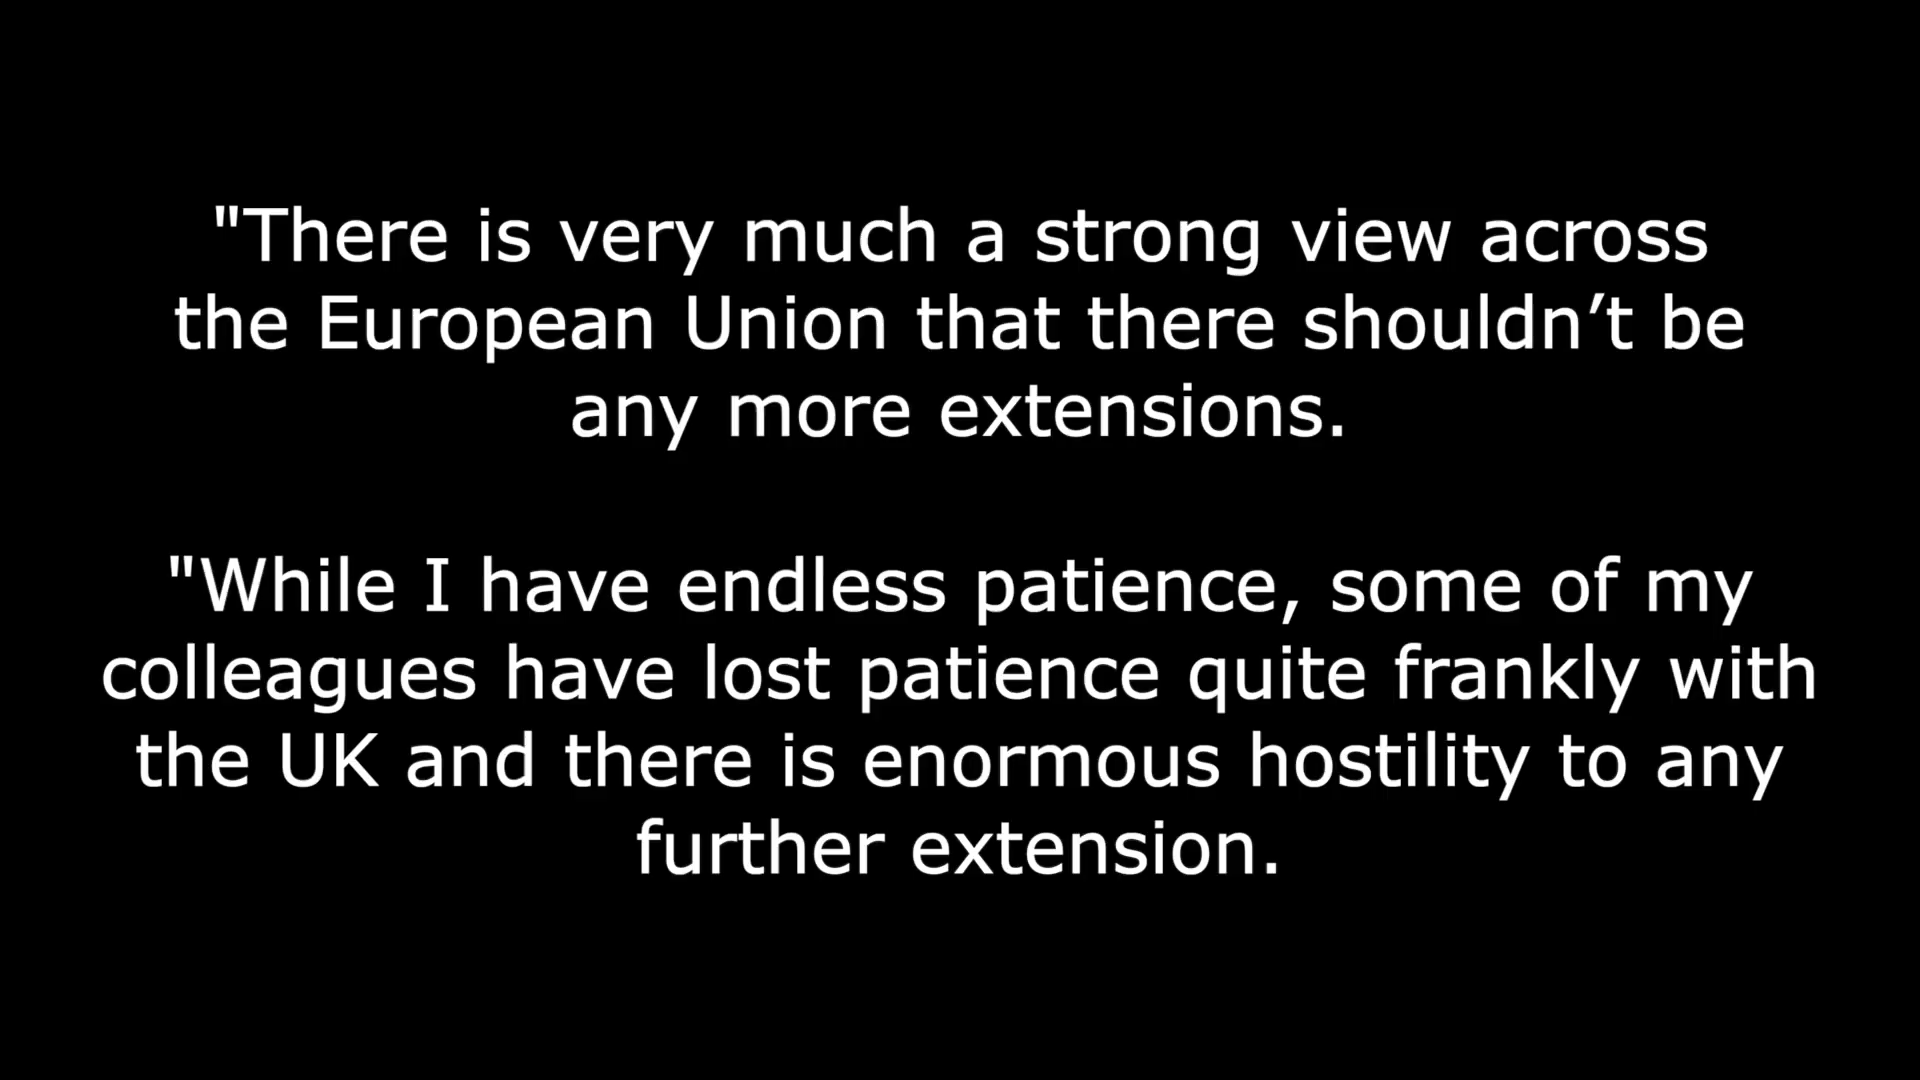 "There is very much a strong view across
the European Union that there shouldn’t be
any more extensions.
"While I have endless patience, some of my
colleagues have lost patience quite frankly with
the UK and there is enormous hostility to any
further extension.